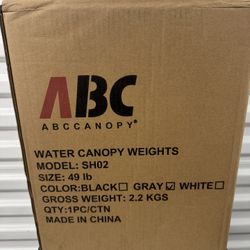 ABC
ABCCANOPY®
WATER CANOPY WEIGHTS
MODEL: SH02
SIZE: 49 lb
COLOR:BLACK☐ GRAY☑ WHITE☐
GROSS WEIGHT: 2.2 KGS
QTY:1PC/CTN
MADE IN CHINA